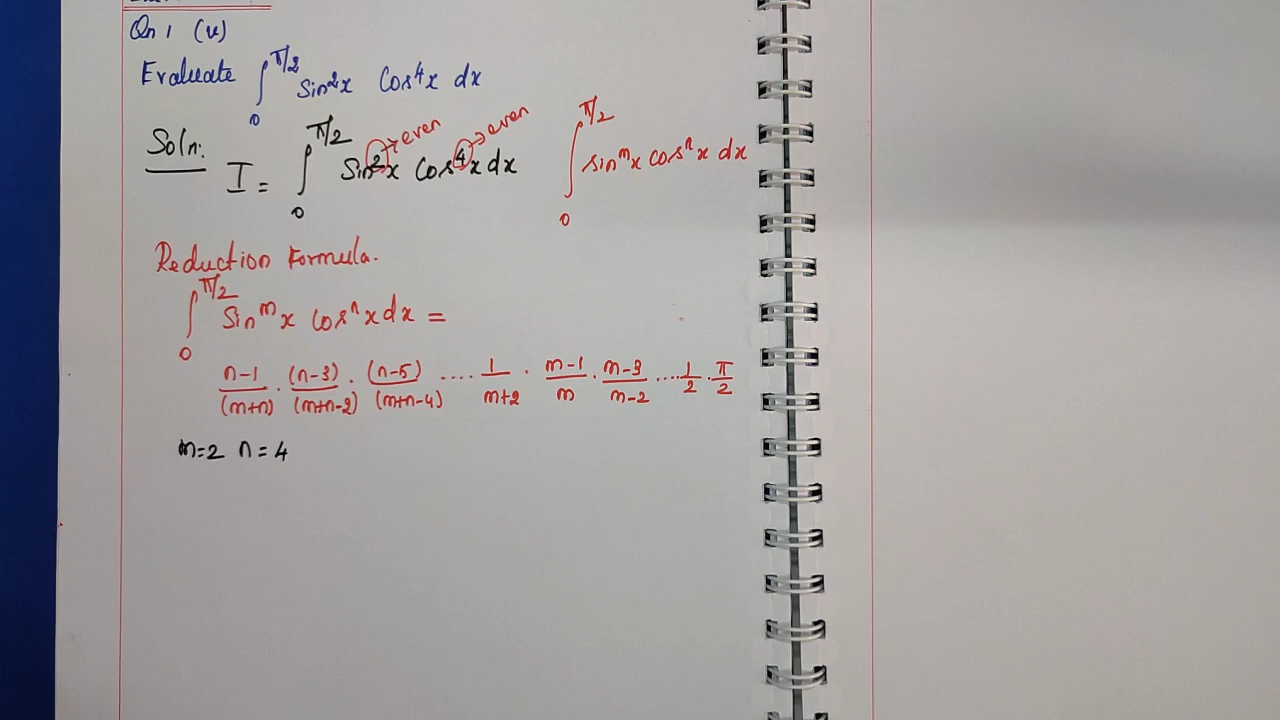 Qn 1 (v)
Evaluate ∫₀^{π/2} Sin²x Cos⁴x dx
Soln: I = ∫₀^{π/2} Sin²x Cos⁴x dx → even → even ∫₀^{π/2} sinᵐx cosⁿx dx
Reduction Formula.
∫₀^{π/2} Sinᵐx Cosⁿx dx =
n-1/(m+n) · (n-3)/(m+n-2) · (n-5)/(m+n-4) .... 1/m+2 · m-1/m · m-3/m-2 .... 1/2 · π/2
m=2 n=4